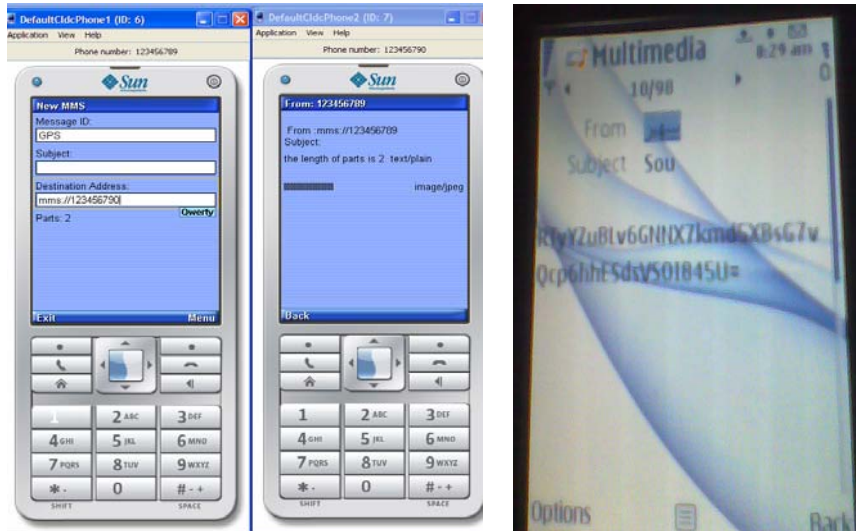 DefaultCldcPhone1 (ID: 6)
Application View Help
Phone number: 123456789
Sun
New MMS
Message ID:
GPS
Subject:
Destination Address:
mms://123456790
Qwerty
Parts: 2
Exit Menu
1 2 ABC 3 DEF
4 GHI 5 JKL 6 MNO
7 PQRS 8 TUV 9 WXYZ
* . 0 # - +
SHIFT SPACE
DefaultCldcPhone2 (ID: 7)
Application View Help
Phone number: 123456790
Sun
From: 123456789
From :mms://123456789
Subject:
the length of parts is 2 text/plain
image/jpeg
Back
1 2 ABC 3 DEF
4 GHI 5 JKL 6 MNO
7 PQRS 8 TUV 9 WXYZ
* . 0 # - +
SHIFT SPACE
Multimedia
8:29 am
10/98
0
From
Subject Sou
Options Back